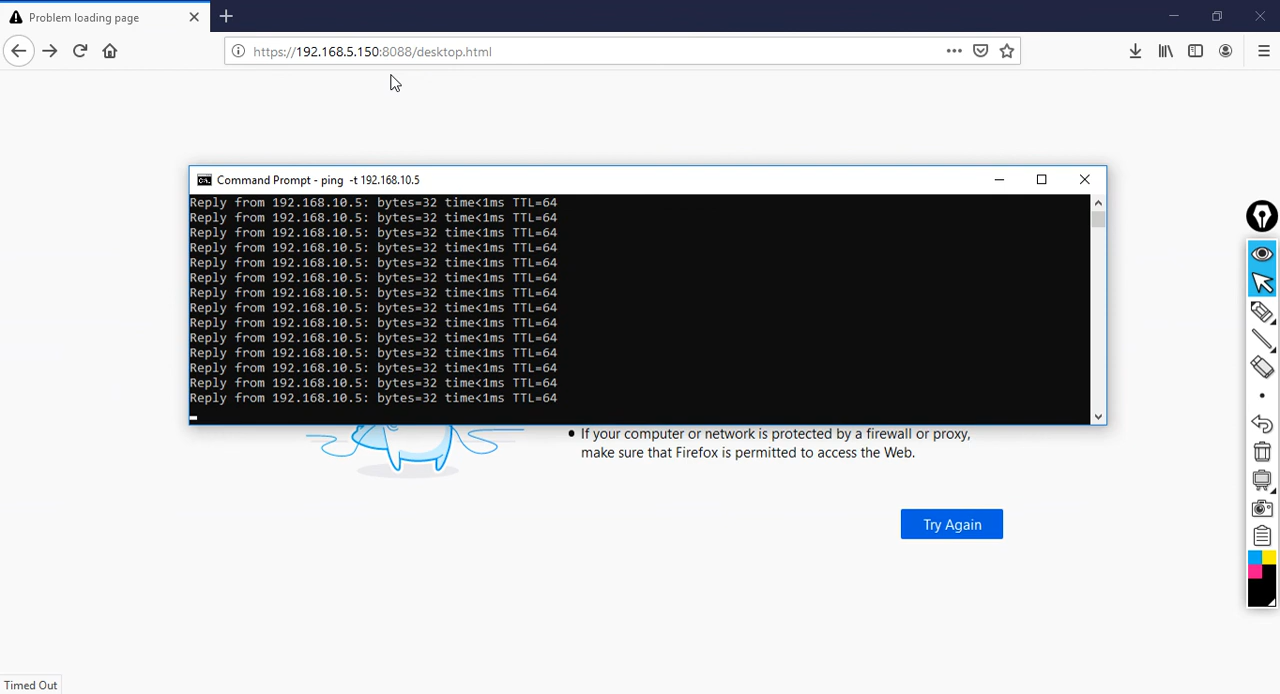 Problem loading page
https://192.168.5.150:8088/desktop.html
Command Prompt - ping  -t 192.168.10.5
Reply from 192.168.10.5: bytes=32 time<1ms TTL=64
Reply from 192.168.10.5: bytes=32 time<1ms TTL=64
Reply from 192.168.10.5: bytes=32 time<1ms TTL=64
Reply from 192.168.10.5: bytes=32 time<1ms TTL=64
Reply from 192.168.10.5: bytes=32 time<1ms TTL=64
Reply from 192.168.10.5: bytes=32 time<1ms TTL=64
Reply from 192.168.10.5: bytes=32 time<1ms TTL=64
Reply from 192.168.10.5: bytes=32 time<1ms TTL=64
Reply from 192.168.10.5: bytes=32 time<1ms TTL=64
Reply from 192.168.10.5: bytes=32 time<1ms TTL=64
Reply from 192.168.10.5: bytes=32 time<1ms TTL=64
Reply from 192.168.10.5: bytes=32 time<1ms TTL=64
Reply from 192.168.10.5: bytes=32 time<1ms TTL=64
Reply from 192.168.10.5: bytes=32 time<1ms TTL=64
• If your computer or network is protected by a firewall or proxy,
make sure that Firefox is permitted to access the Web.
Try Again
Timed Out